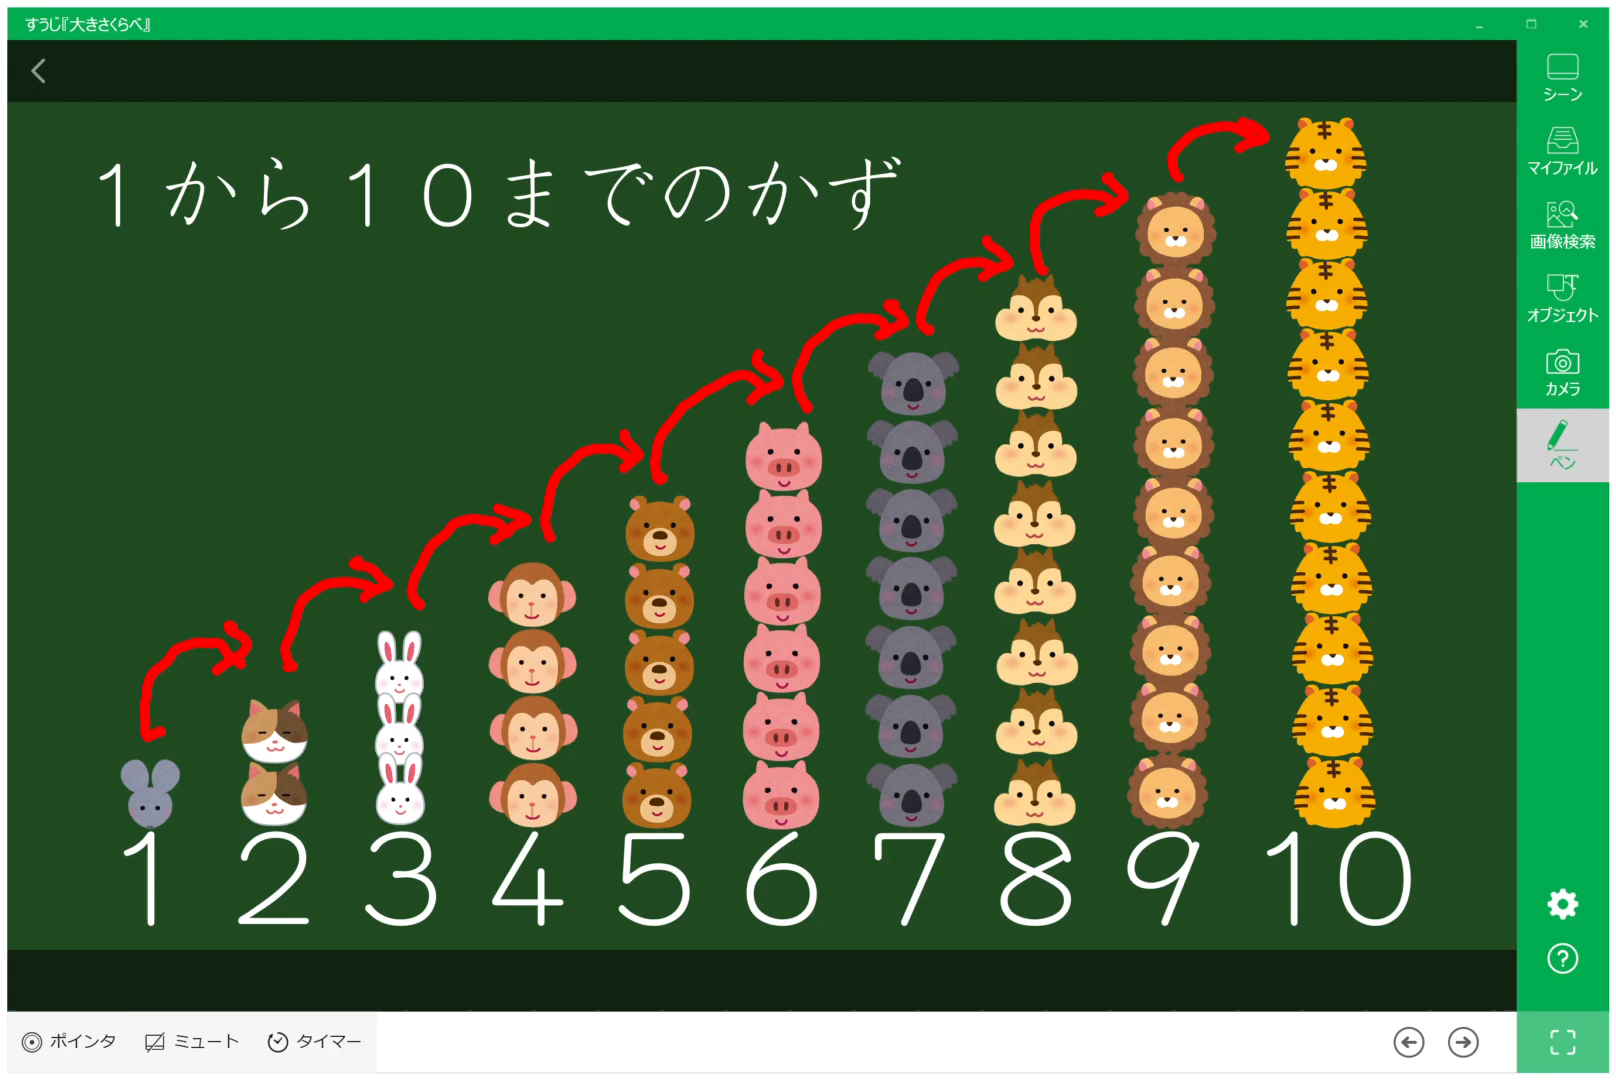 すうじ『大きさくらべ』
シーン
マイファイル
画像検索
オブジェクト
カメラ
ペン
1から10までのかず
1 2 3 4 5 6 7 8 9 10
ポインタ ミュート タイマー